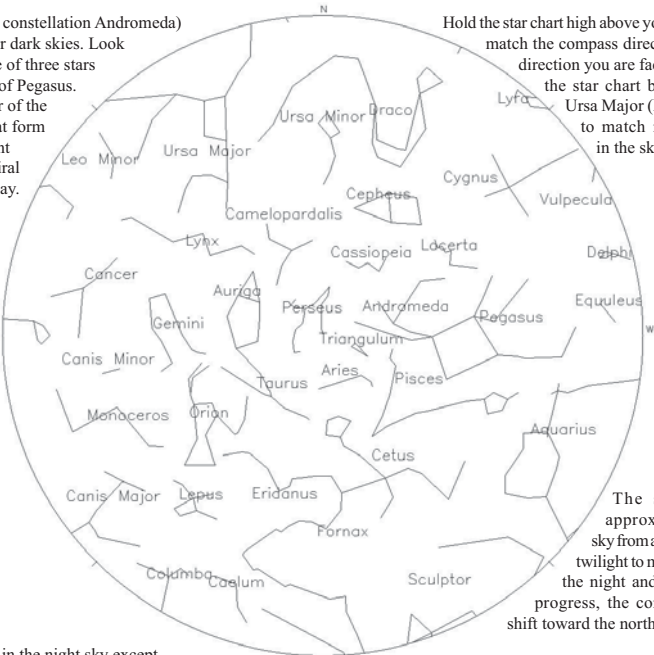 N
constellation Andromeda)
r dark skies. Look
e of three stars
of Pegasus.
r of the
at form
nt
iral
ay.
Hold the star chart high above yo
match the compass direc
direction you are fac
the star chart b
Ursa Major (
to match
in the sk
Ursa Minor
Draco
Lyra
Leo Minor
Ursa Major
Cygnus
Cepheus
Vulpecula
Camelopardalis
Lynx
Cassiopeia
Lacerta
Delphi
Cancer
Auriga
Perseus
Andromeda
Equuleus
Pegasus
Gemini
W
Triangulum
Canis Minor
Aries
Pisces
Taurus
Monoceros
Orion
Aquarius
Cetus
Canis Major
Lepus
Eridanus
Fornax
Columba
Caelum
Sculptor
The
approx
sky from a
twilight to n
the night and
progress, the co
shift toward the north
in the night sky except